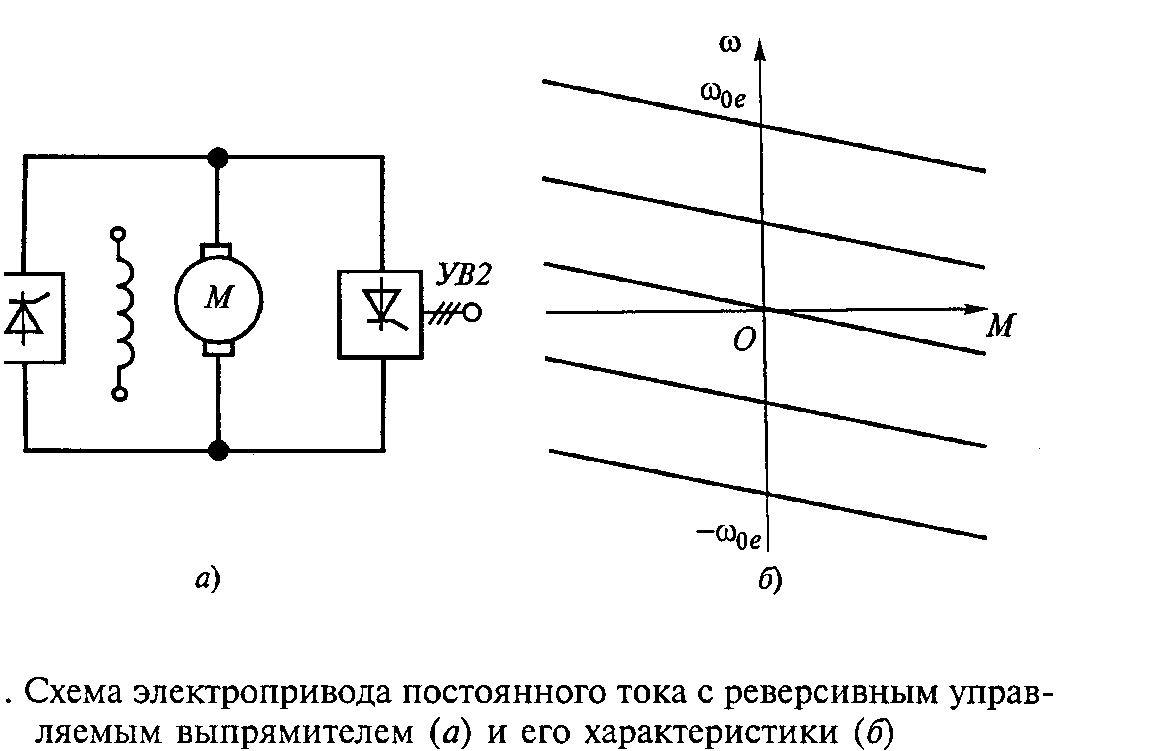 ω
ω0e
УВ2
М
М
О
−ω0e
а)
б)
. Схема электропривода постоянного тока с реверсивным управ-
ляемым выпрямителем (а) и его характеристики (б)